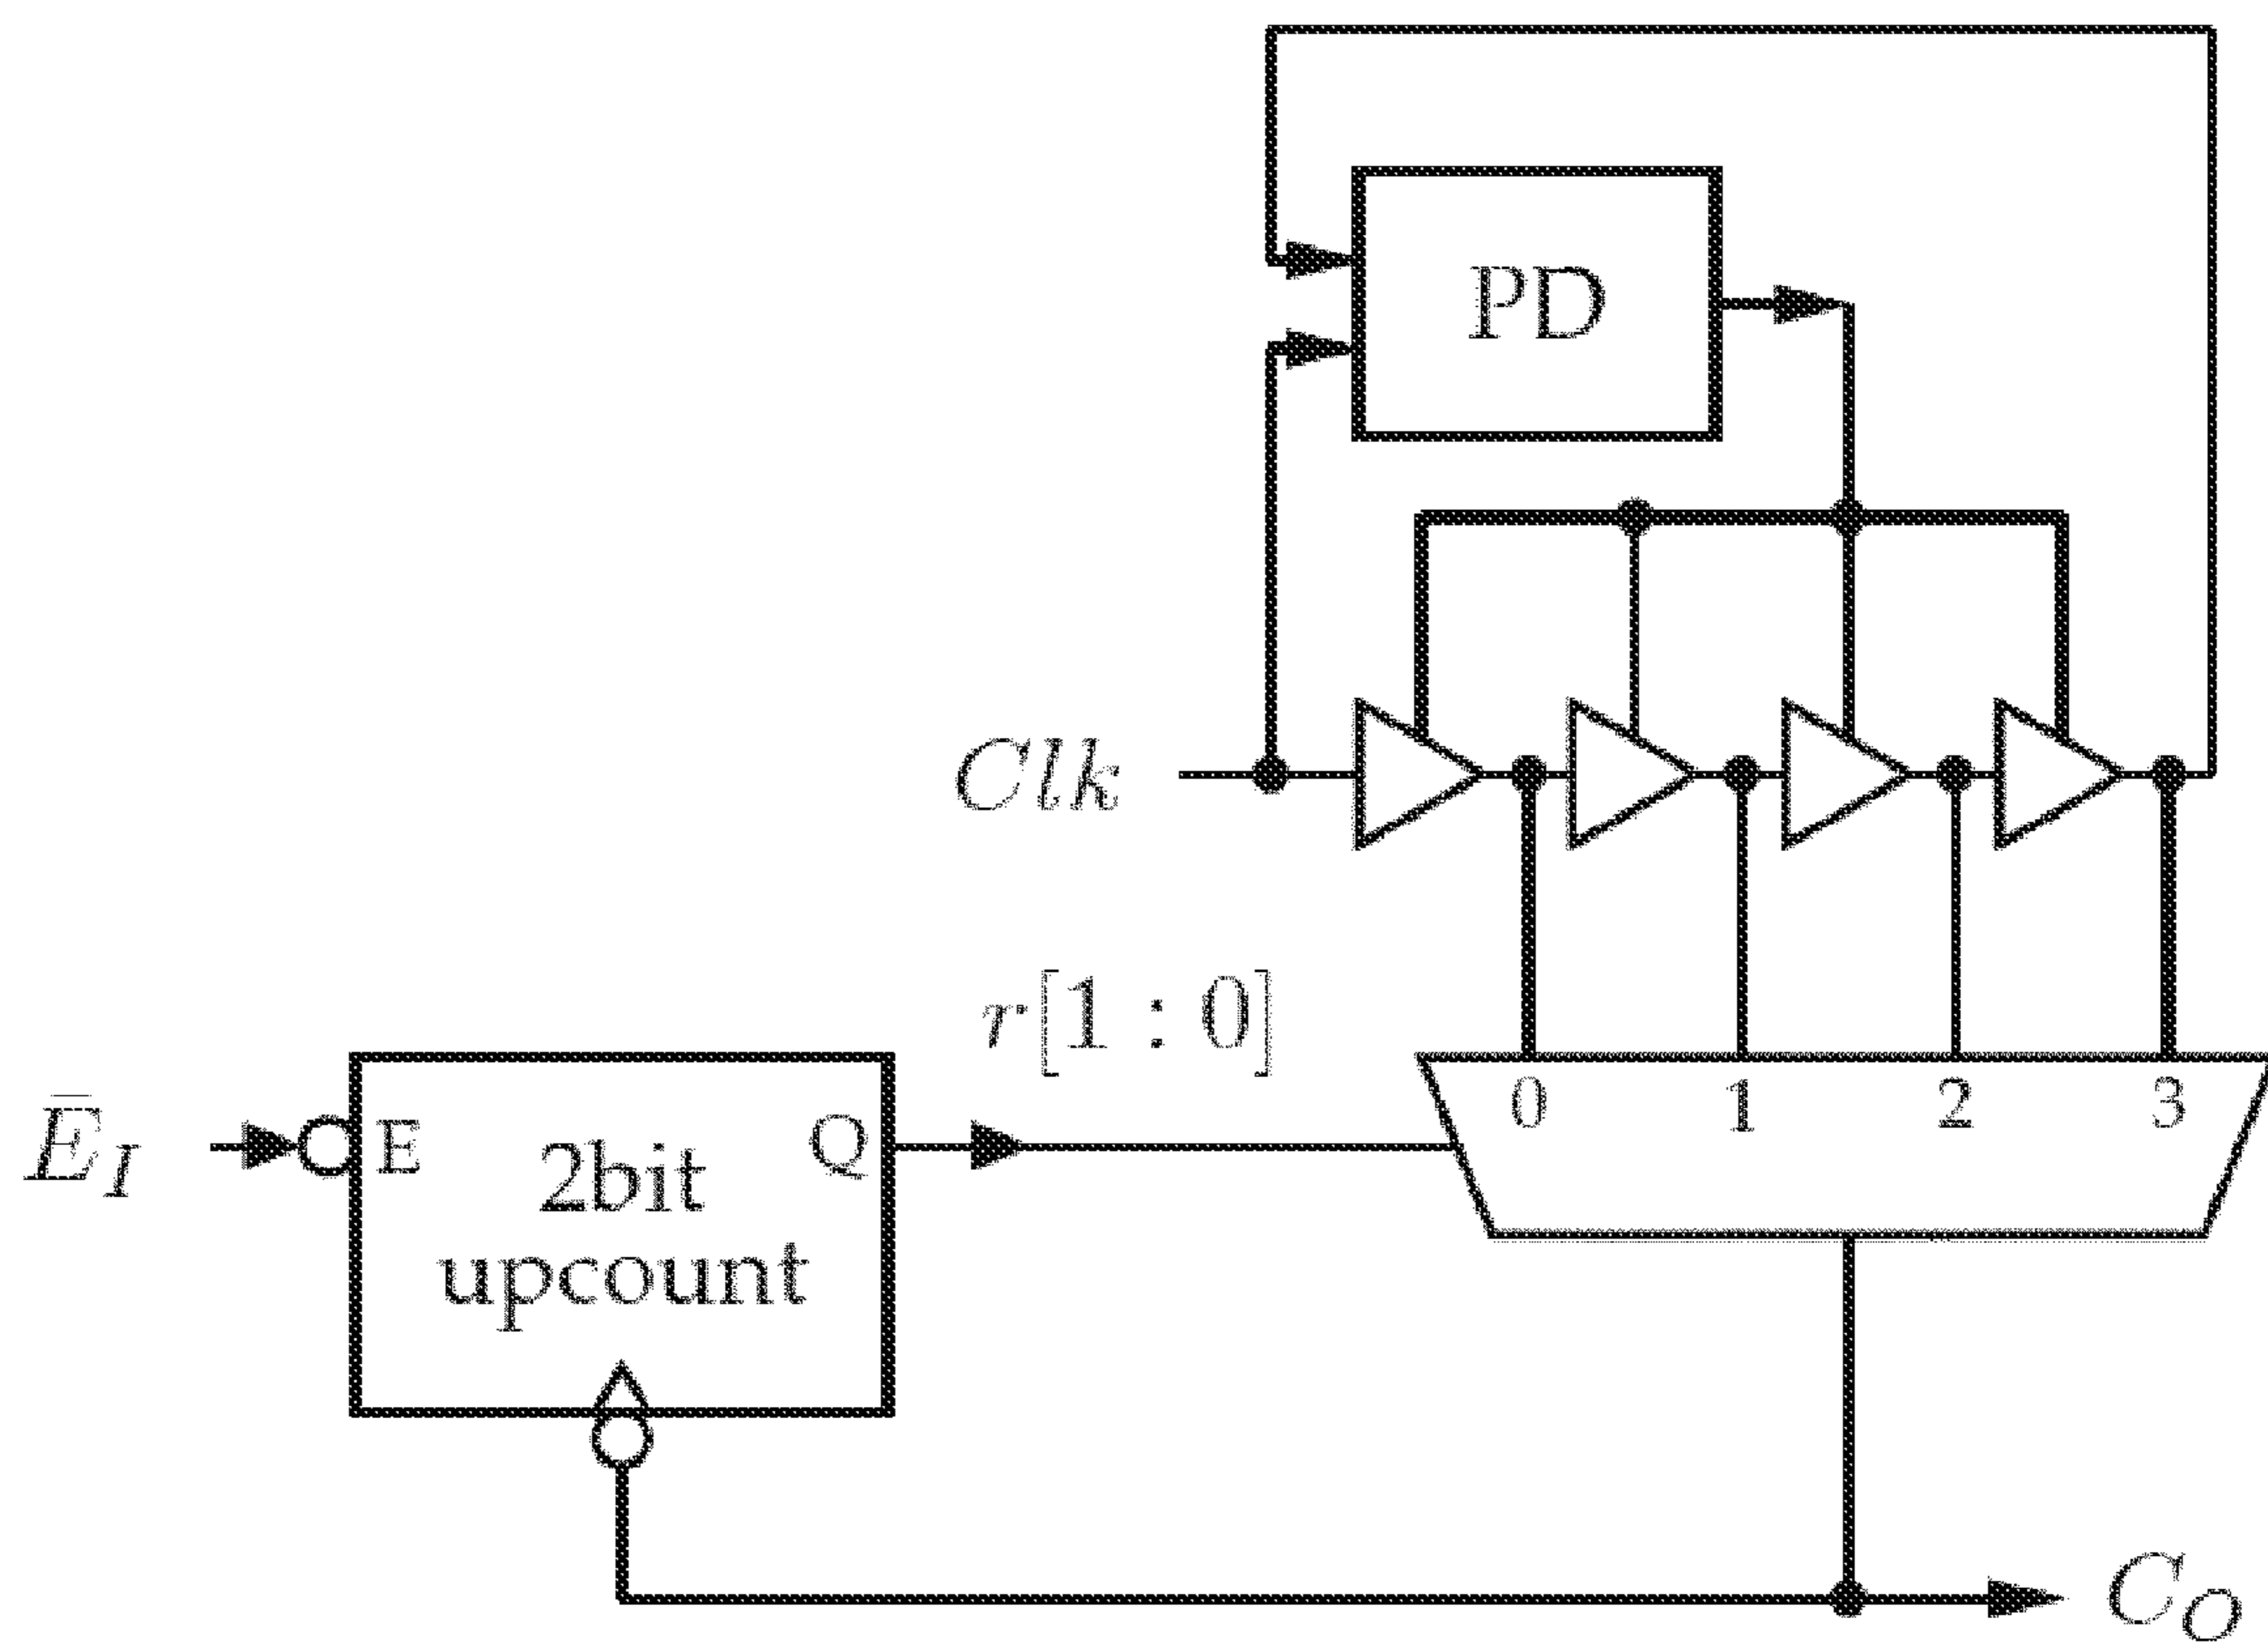 PD
Clk
r[1 : 0]
0 1 2 3
Ē_I
E
Q
2bit
upcount
C_O